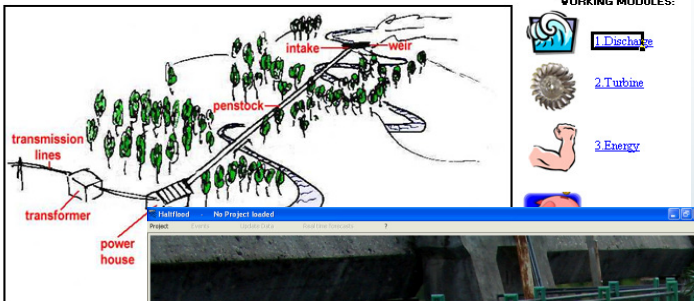 WORKING MODULES:
intake
weir
1.Discharge
2.Turbine
penstock
transmission
lines
3.Energy
transformer
power
house
Haltflood - No Project loaded
Project Events Update Data Real time forecasts ?